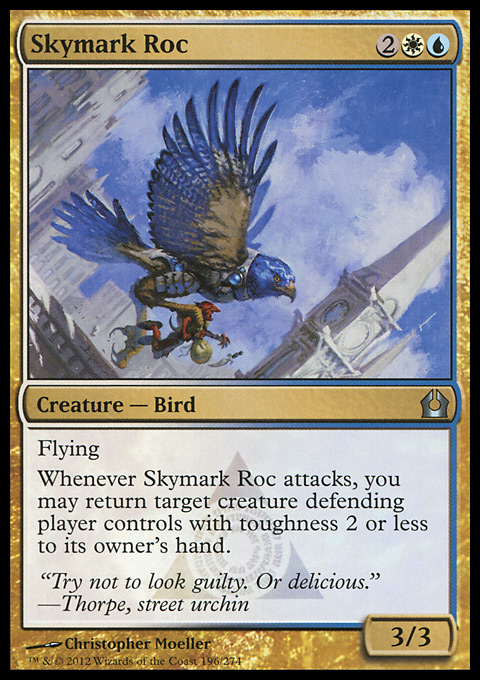 Skymark Roc 2
Creature — Bird
Flying
Whenever Skymark Roc attacks, you
may return target creature defending
player controls with toughness 2 or less
to its owner’s hand.
“Try not to look guilty. Or delicious.”
—Thorpe, street urchin
3/3
Christopher Moeller
™ & © 2012 Wizards of the Coast 196/274